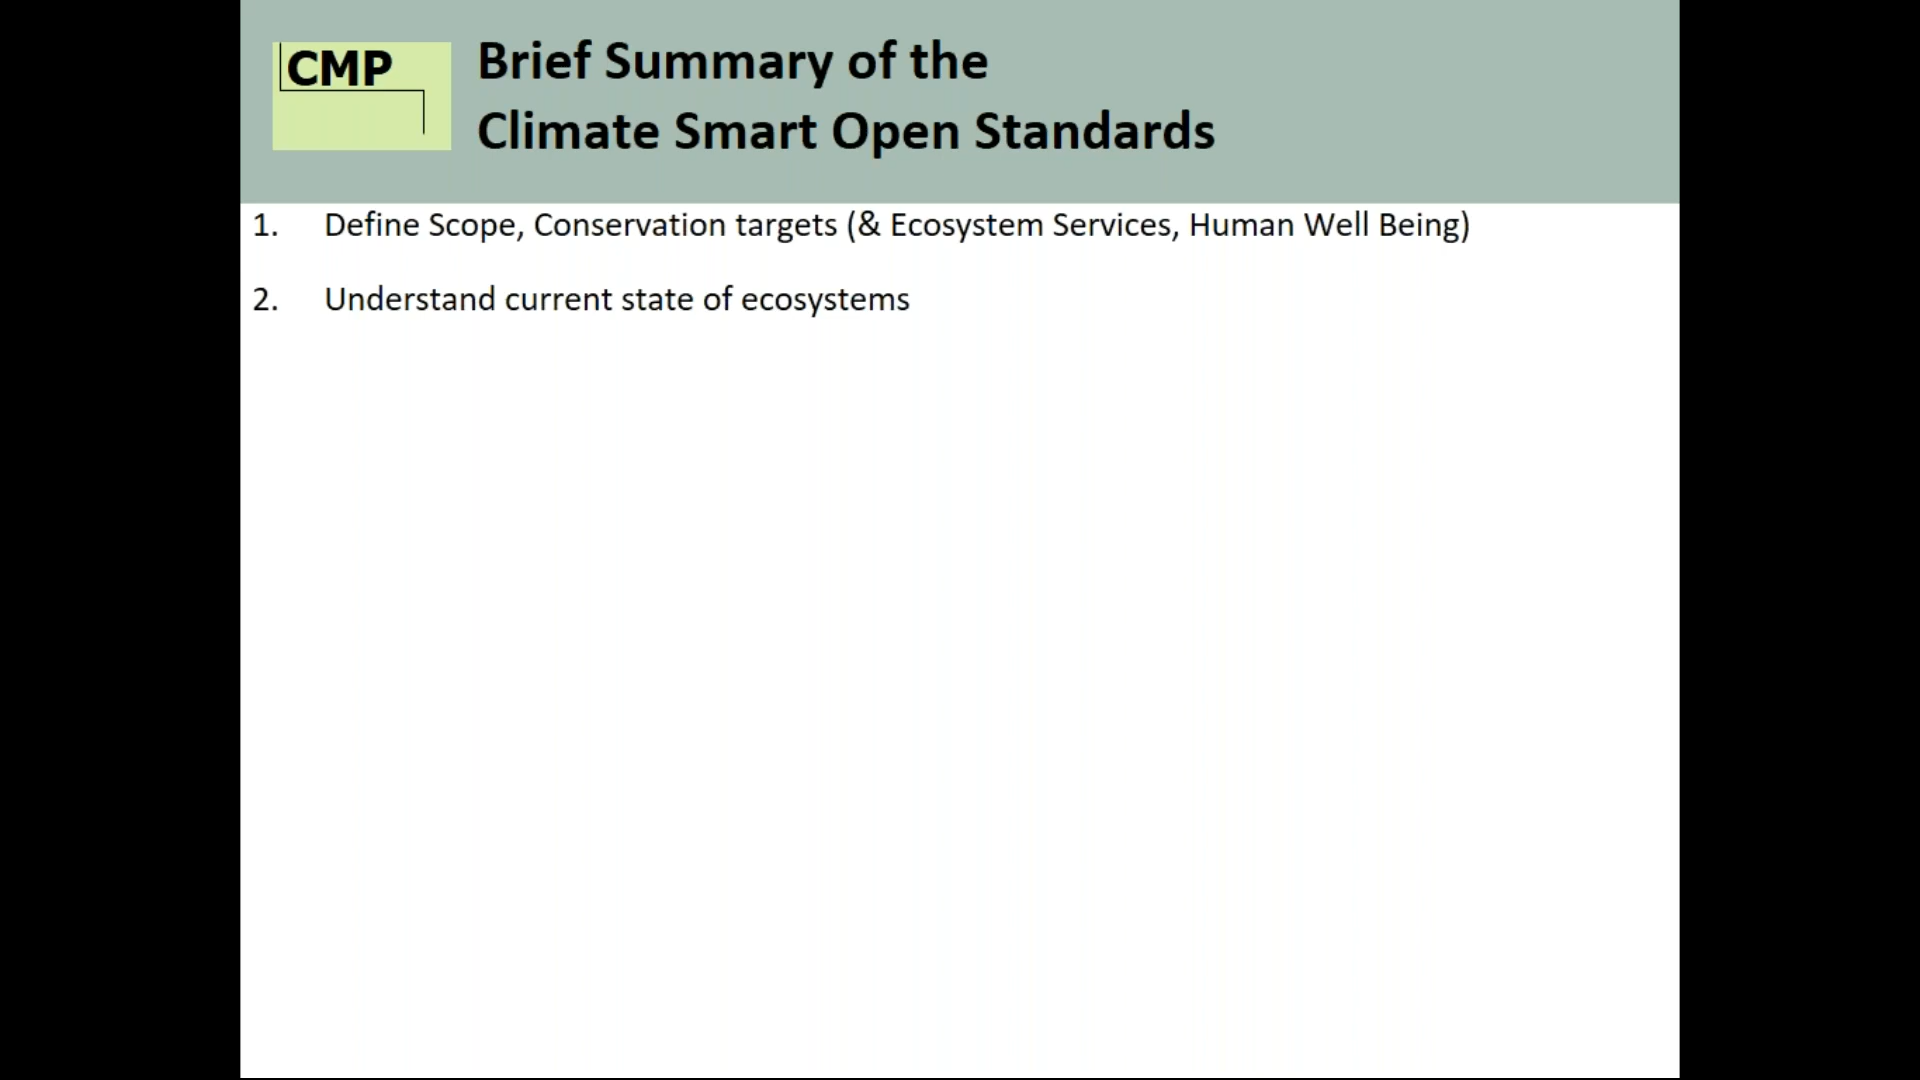 CMP
Brief Summary of the
Climate Smart Open Standards
1. Define Scope, Conservation targets (& Ecosystem Services, Human Well Being)
2. Understand current state of ecosystems